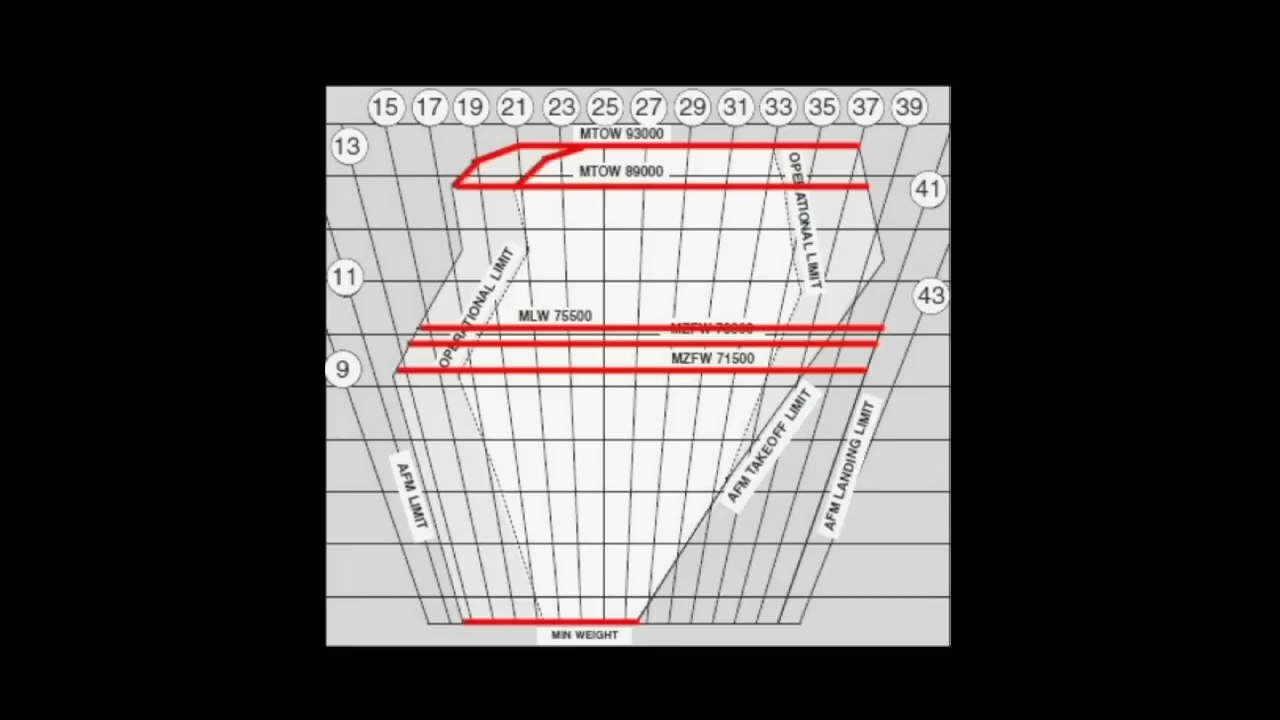 15 17 19 21 23 25 27 29 31 33 35 37 39
MTOW 93000
13
MTOW 89000
41
OPERATIONAL LIMIT
OPERATIONAL LIMIT
11
43
MLW 75500
MZFW
MZFW 71500
9
AFM TAKEOFF LIMIT
AFM LANDING LIMIT
AFM LIMIT
MIN WEIGHT